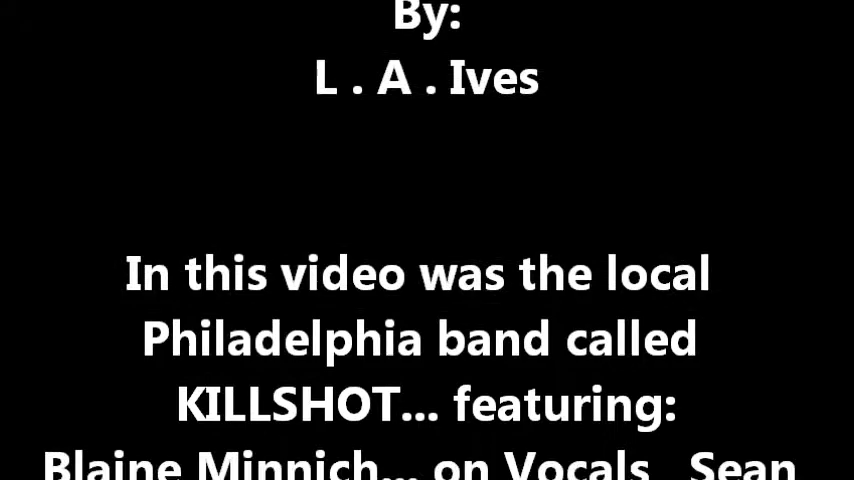 By:
L . A . Ives
In this video was the local
Philadelphia band called
KILLSHOT... featuring:
Blaine Minnich... on Vocals Sean